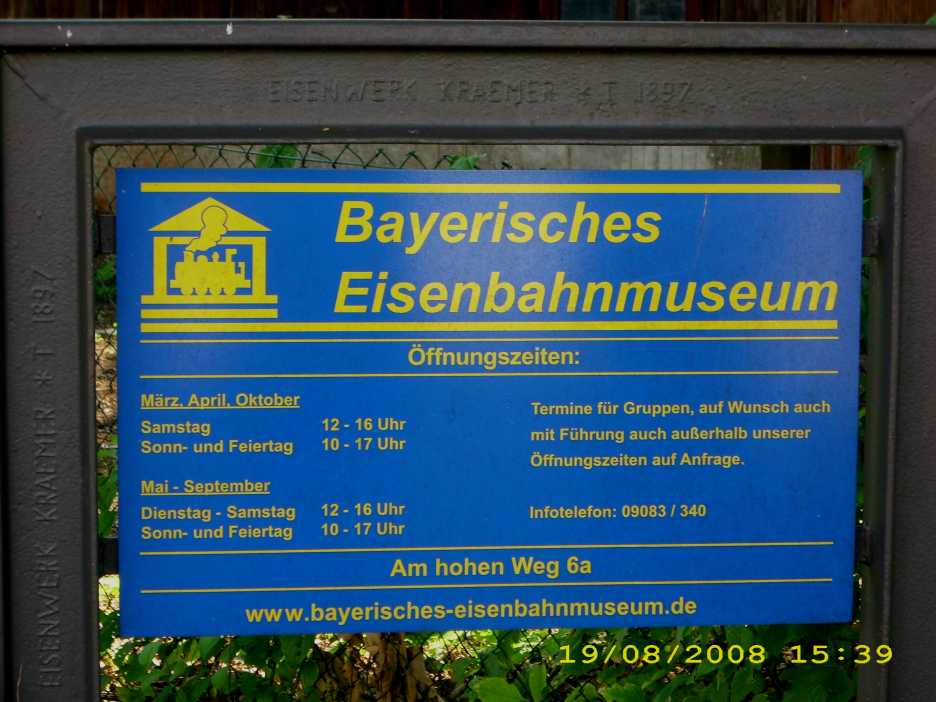 EISENWERK KRAEMER * T 1897
EISENWERK KRAEMER * T 1897
Bayerisches
Eisenbahnmuseum
Öffnungszeiten:
März, April, Oktober
Samstag 12 - 16 Uhr
Sonn- und Feiertag 10 - 17 Uhr
Mai - September
Dienstag - Samstag 12 - 16 Uhr
Sonn- und Feiertag 10 - 17 Uhr
Termine für Gruppen, auf Wunsch auch
mit Führung auch außerhalb unserer
Öffnungszeiten auf Anfrage.
Infotelefon: 09083 / 340
Am hohen Weg 6a
www.bayerisches-eisenbahnmuseum.de
19/08/2008 15:39